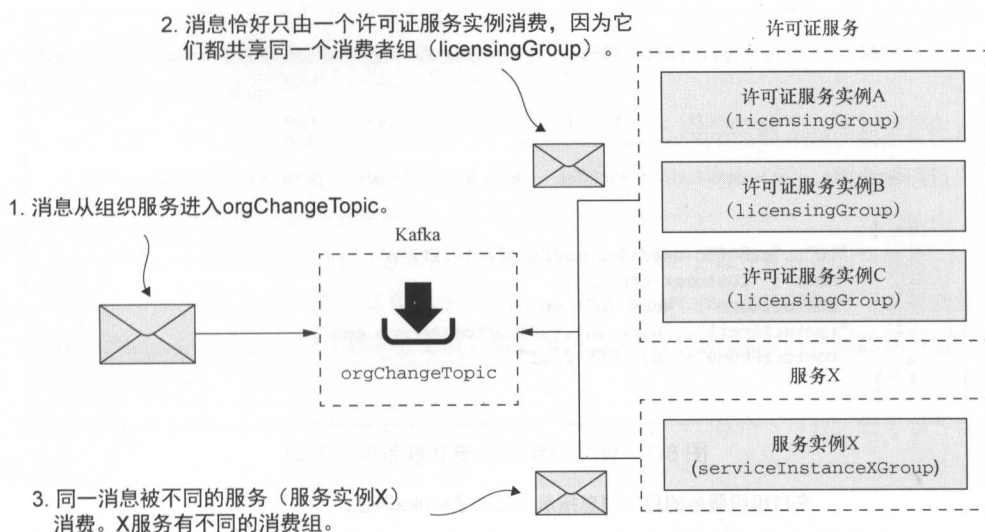 2. 消息恰好只由一个许可证服务实例消费，因为它
们都共享同一个消费者组（licensingGroup）。
许可证服务
许可证服务实例A
(licensingGroup)
许可证服务实例B
(licensingGroup)
许可证服务实例C
(licensingGroup)
1. 消息从组织服务进入orgChangeTopic。
Kafka
orgChangeTopic
服务X
服务实例X
(serviceInstanceXGroup)
3. 同一消息被不同的服务（服务实例X）
消费。X服务有不同的消费组。